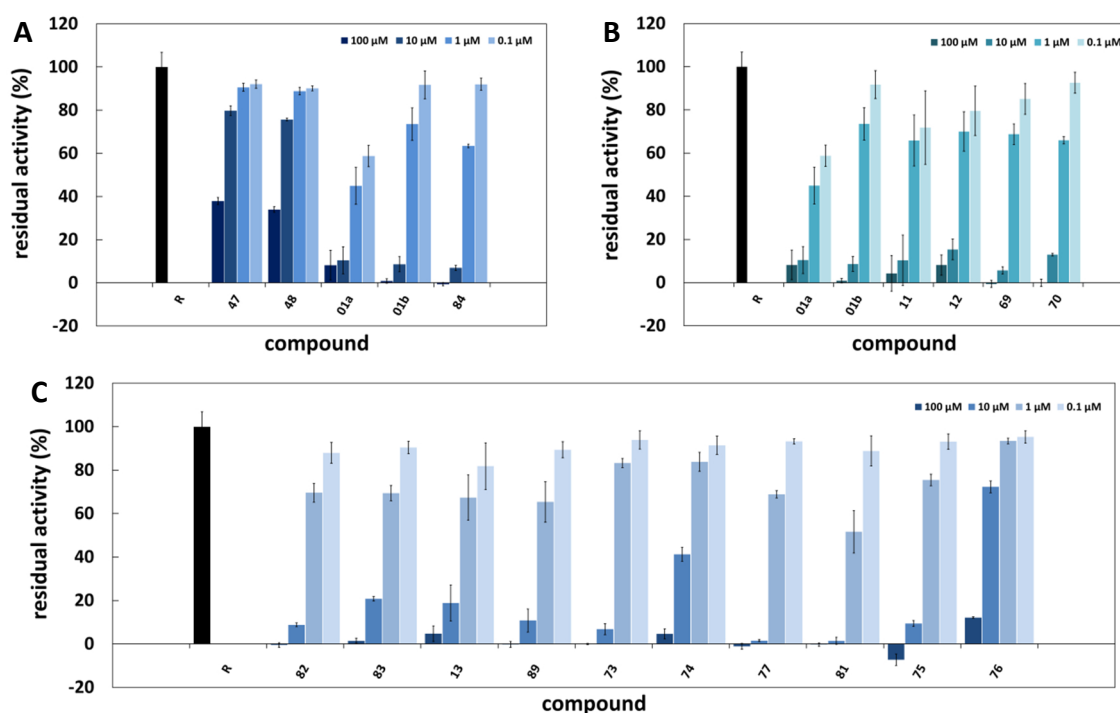 A
residual activity (%)
120
100
80
60
40
20
0
-20
100 µM 10 µM 1 µM 0.1 µM
R 47 48 01a 01b 84
compound
B
residual activity (%)
120
100
80
60
40
20
0
-20
100 µM 10 µM 1 µM 0.1 µM
R 01a 01b 11 12 69 70
compound
C
residual activity (%)
120
100
80
60
40
20
0
-20
100 µM 10 µM 1 µM 0.1 µM
R 82 83 13 89 73 74 77 81 75 76
compound